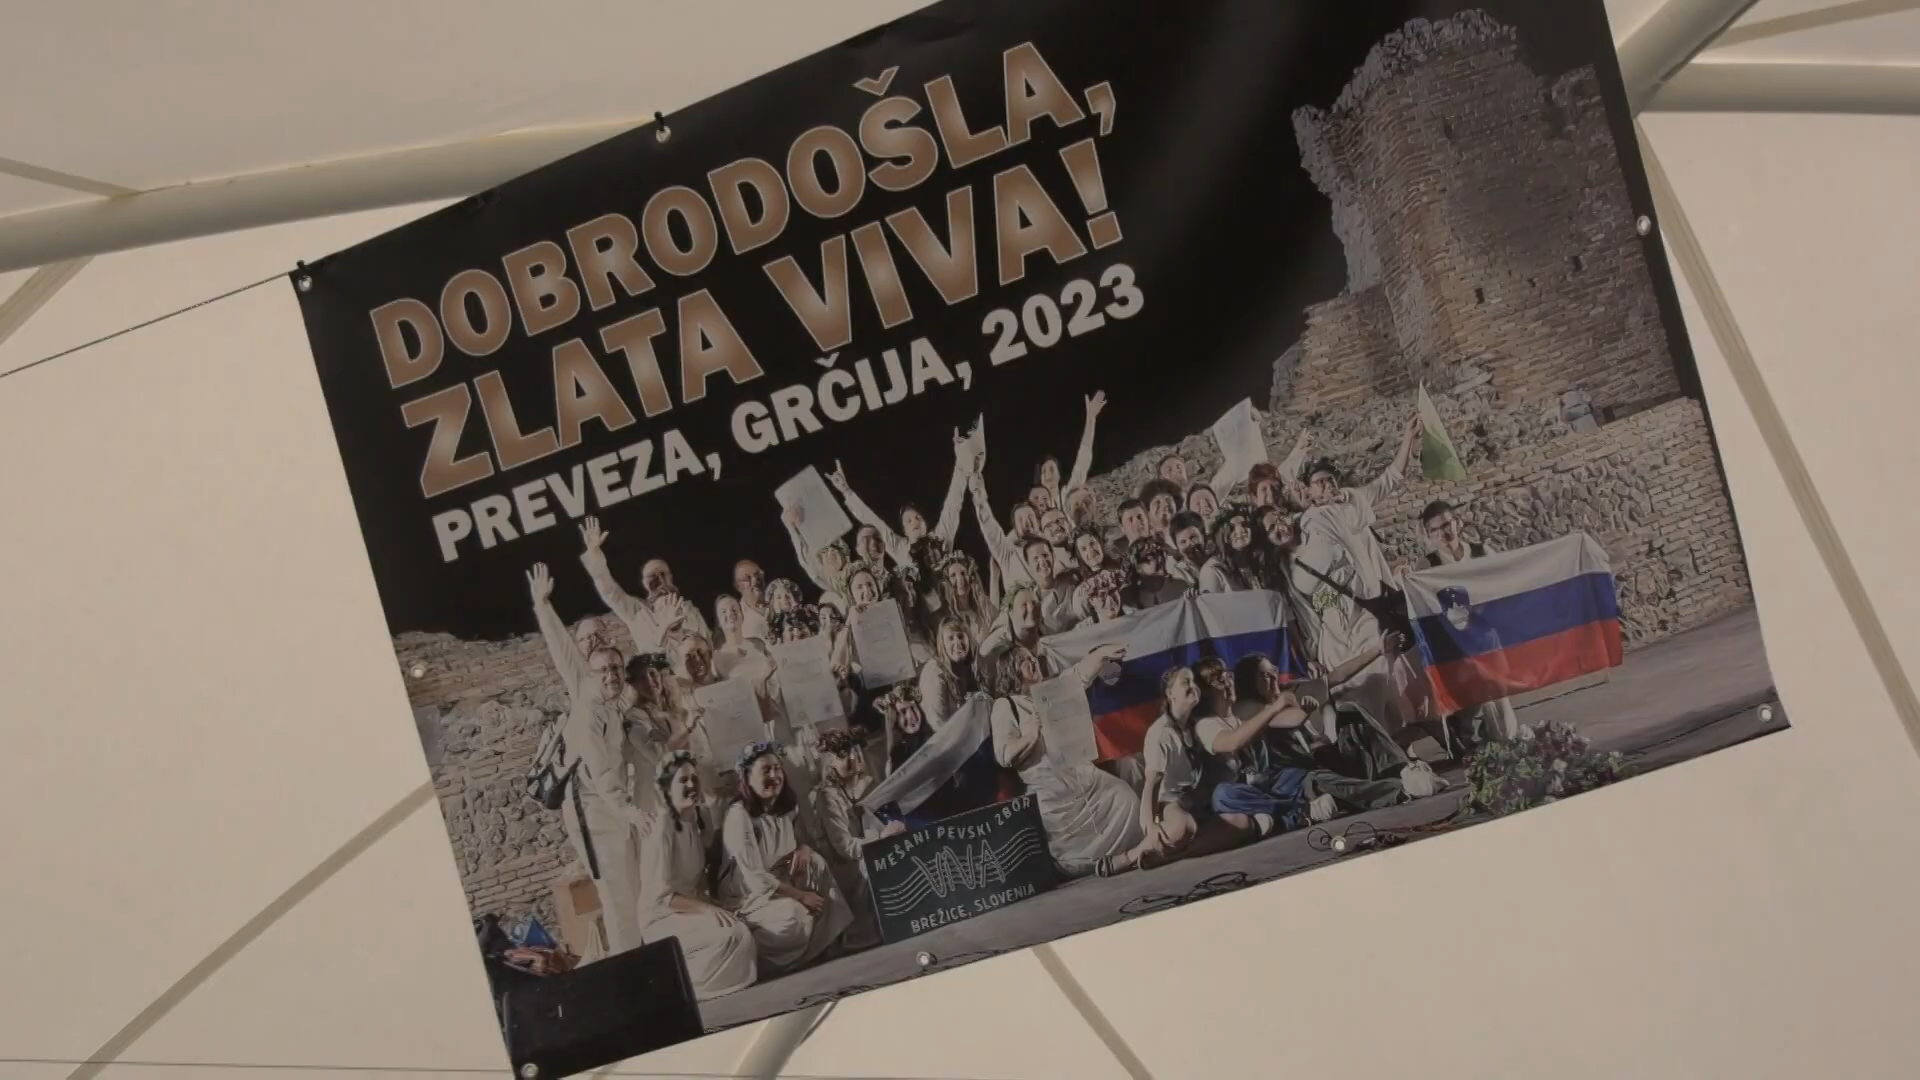 DOBRODOŠLA,
ZLATA VIVA!
PREVEZA, GRČIJA, 2023
MEŠANI PEVSKI ZBOR
VIVA
BREŽICE, SLOVENIA